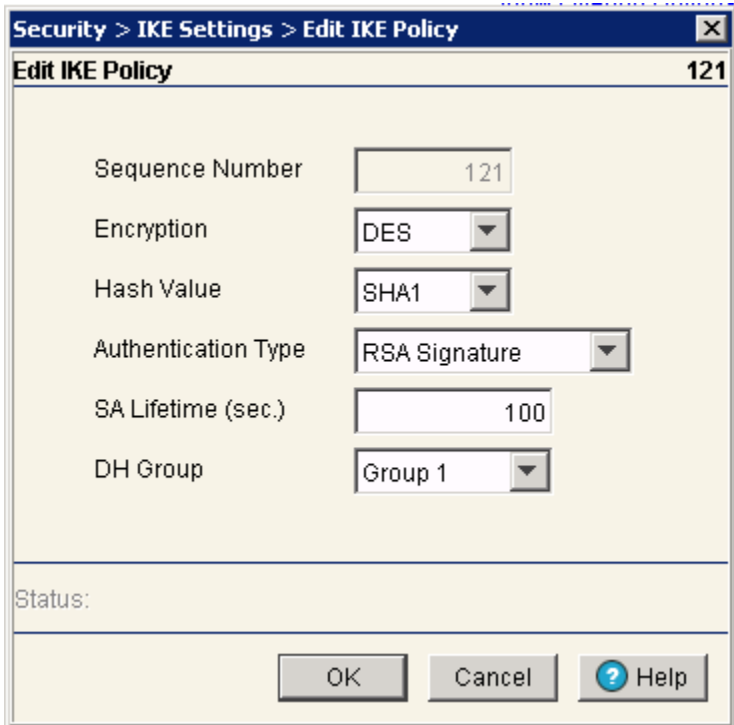 Security > IKE Settings > Edit IKE Policy
Edit IKE Policy 121
Sequence Number 121
Encryption DES
Hash Value SHA1
Authentication Type RSA Signature
SA Lifetime (sec.) 100
DH Group Group 1
Status:
OK Cancel ? Help